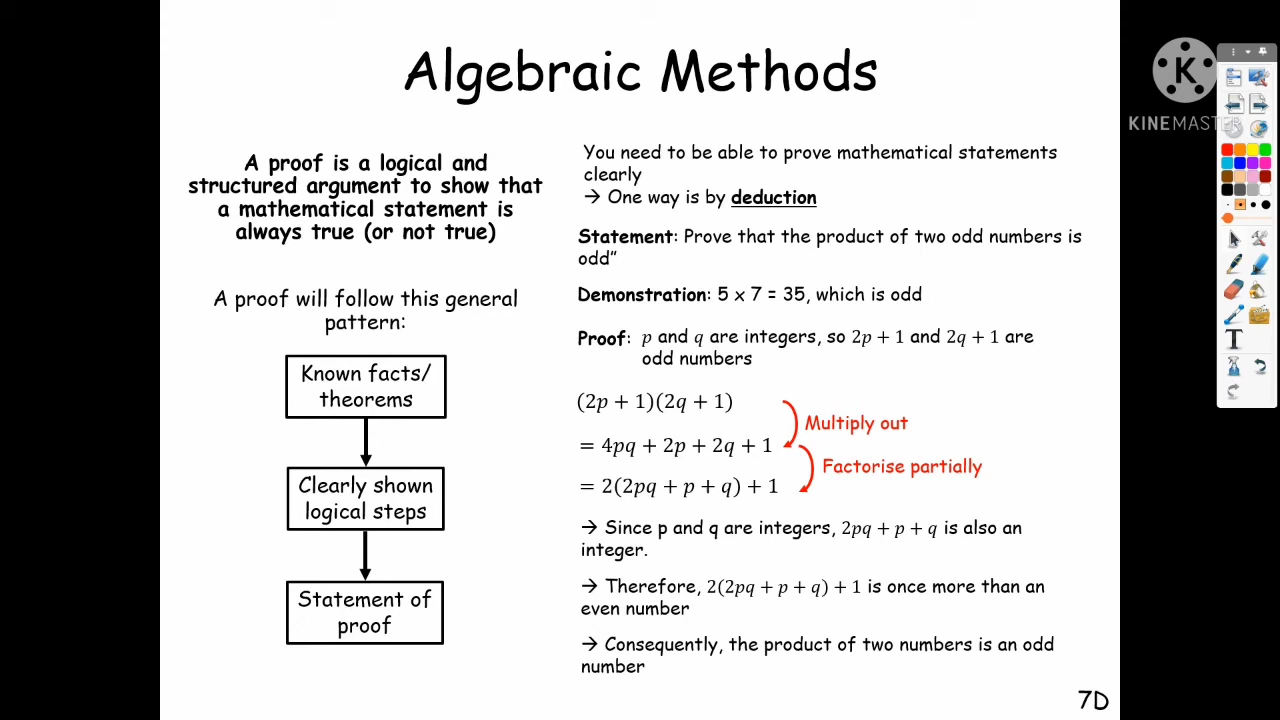 Algebraic Methods
KINEMASTER
A proof is a logical and
structured argument to show that
a mathematical statement is
always true (or not true)
A proof will follow this general
pattern:
Known facts/
theorems
Clearly shown
logical steps
Statement of
proof
You need to be able to prove mathematical statements
clearly
→ One way is by deduction
Statement: Prove that the product of two odd numbers is
odd”
Demonstration: 5 x 7 = 35, which is odd
Proof: p and q are integers, so 2p + 1 and 2q + 1 are
odd numbers
(2p + 1)(2q + 1)
Multiply out
= 4pq + 2p + 2q + 1
Factorise partially
= 2(2pq + p + q) + 1
→ Since p and q are integers, 2pq + p + q is also an
integer.
→ Therefore, 2(2pq + p + q) + 1 is once more than an
even number
→ Consequently, the product of two numbers is an odd
number
7D